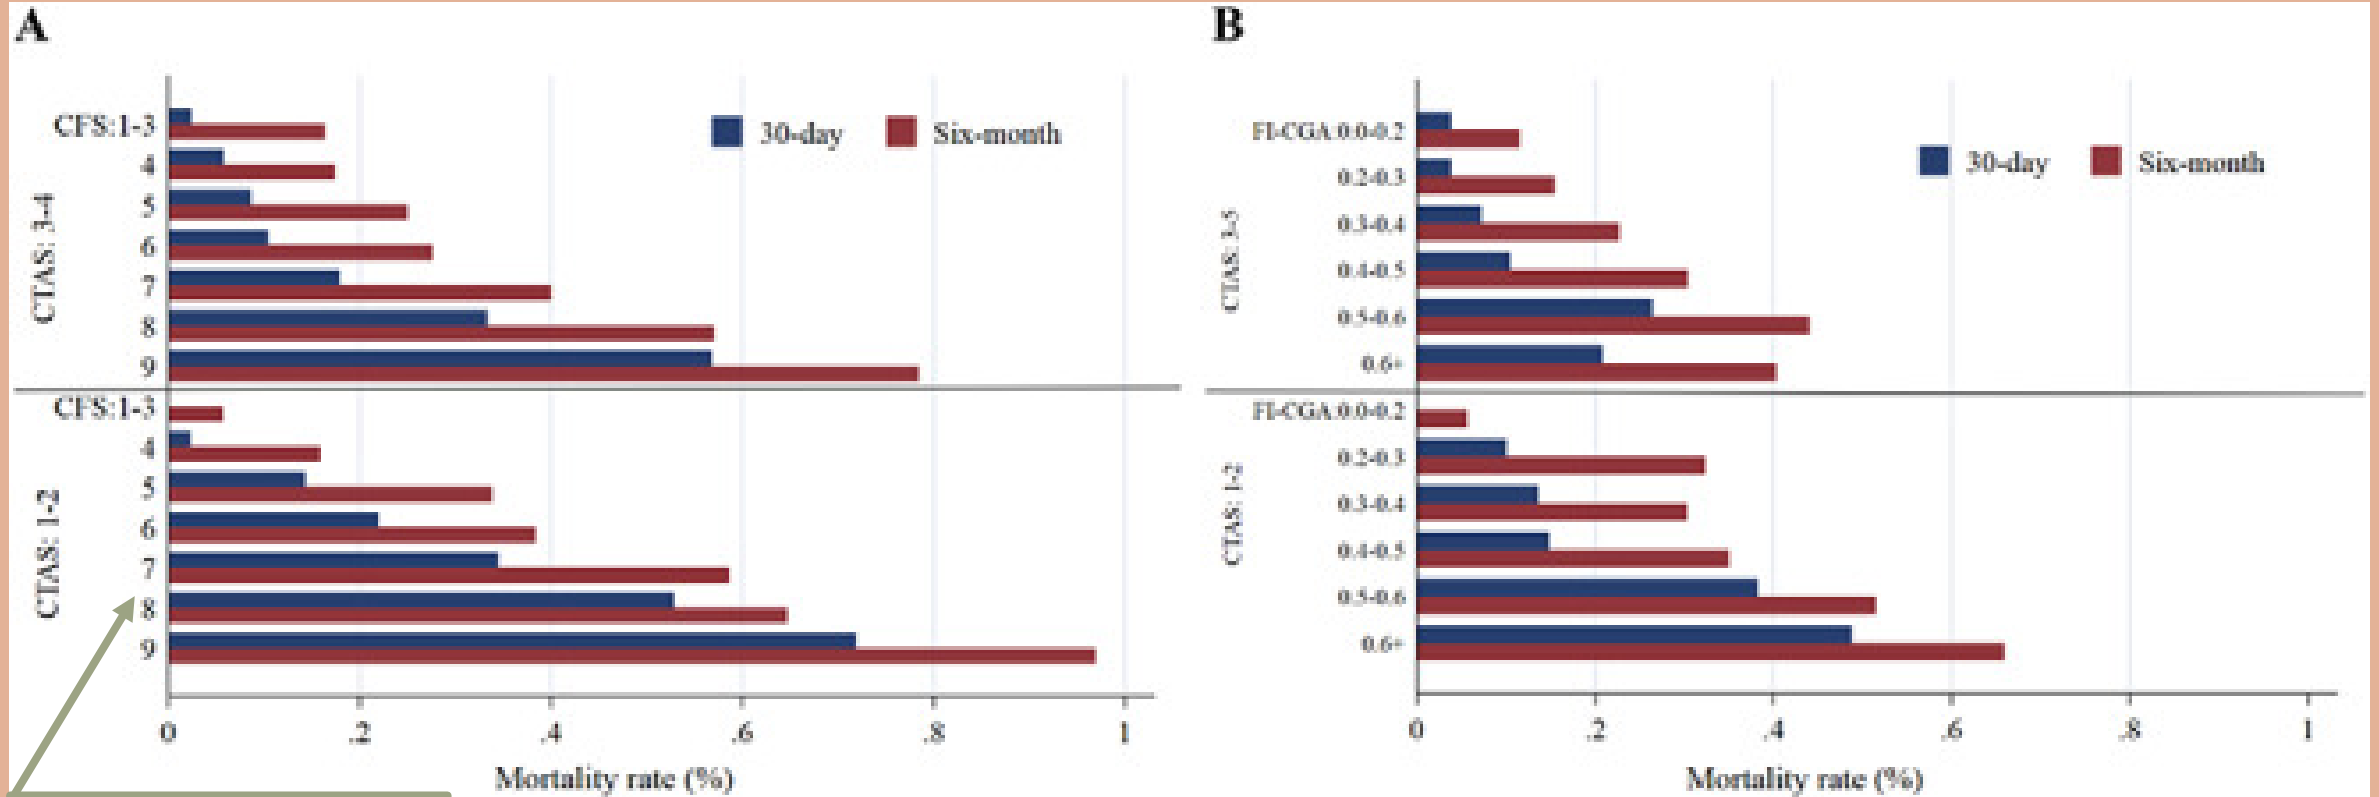 A
CTAS: 3-4
CFS:1-3
4
5
6
7
8
9
CTAS: 1-2
CFS:1-3
4
5
6
7
8
9
30-day
Six-month
0 .2 .4 .6 .8 1
Mortality rate (%)
B
CTAS: 3-5
FI-CGA:0.0-0.2
0.2-0.3
0.3-0.4
0.4-0.5
0.5-0.6
0.6+
CTAS: 1-2
FI-CGA:0.0-0.2
0.2-0.3
0.3-0.4
0.4-0.5
0.5-0.6
0.6+
30-day
Six-month
0 .2 .4 .6 .8 1
Mortality rate (%)